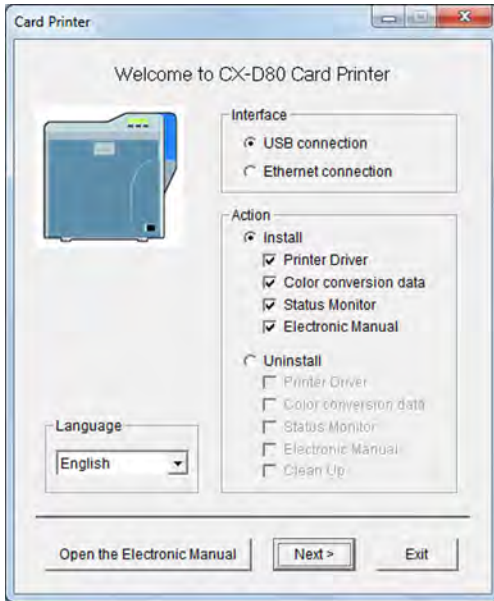 Card Printer
Welcome to CX-D80 Card Printer
Interface
USB connection
Ethernet connection
Action
Install
Printer Driver
Color conversion data
Status Monitor
Electronic Manual
Uninstall
Printer Driver
Color conversion data
Status Monitor
Electronic Manual
Clean Up
Language
English
Open the Electronic Manual
Next >
Exit